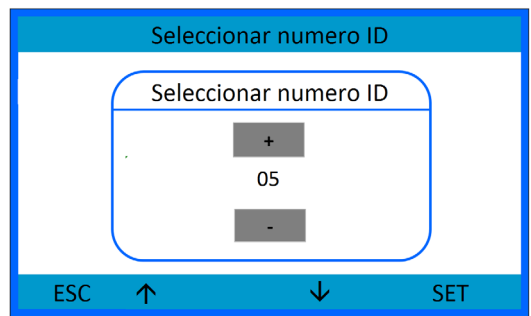 Seleccionar numero ID
Seleccionar numero ID
+
05
-
ESC ↑ ↓ SET